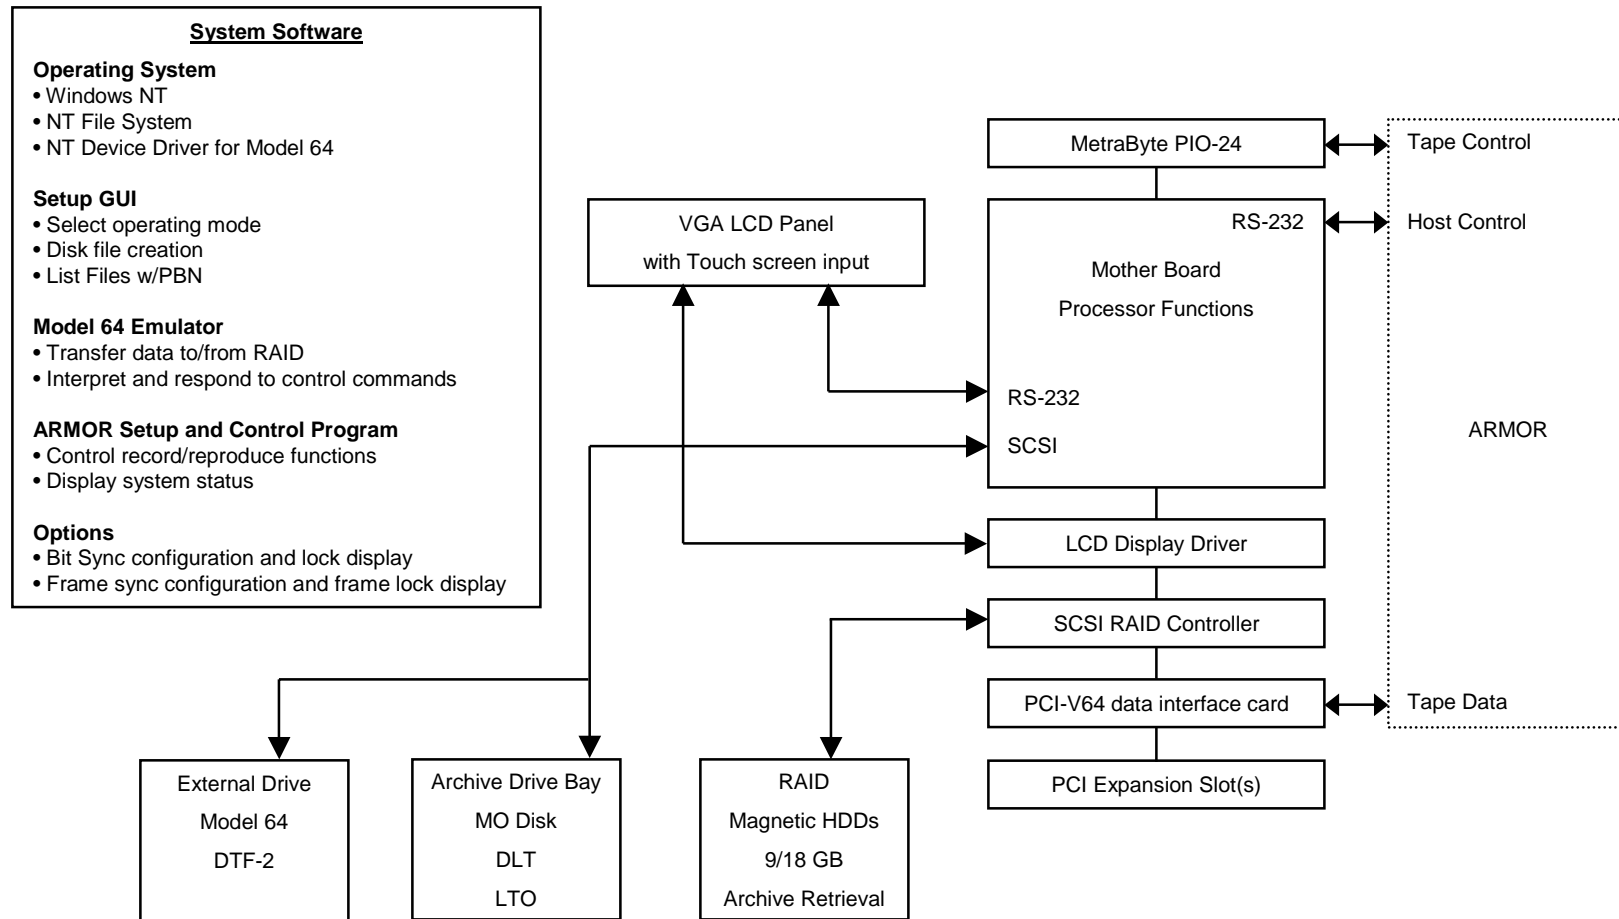 System Software
Operating System
• Windows NT
• NT File System
• NT Device Driver for Model 64
Setup GUI
• Select operating mode
• Disk file creation
• List Files w/PBN
Model 64 Emulator
• Transfer data to/from RAID
• Interpret and respond to control commands
ARMOR Setup and Control Program
• Control record/reproduce functions
• Display system status
Options
• Bit Sync configuration and lock display
• Frame sync configuration and frame lock display
VGA LCD Panel
with Touch screen input
MetraByte PIO-24
RS-232
Mother Board
Processor Functions
RS-232
SCSI
LCD Display Driver
SCSI RAID Controller
PCI-V64 data interface card
PCI Expansion Slot(s)
Tape Control
Host Control
ARMOR
Tape Data
External Drive
Model 64
DTF-2
Archive Drive Bay
MO Disk
DLT
LTO
RAID
Magnetic HDDs
9/18 GB
Archive Retrieval